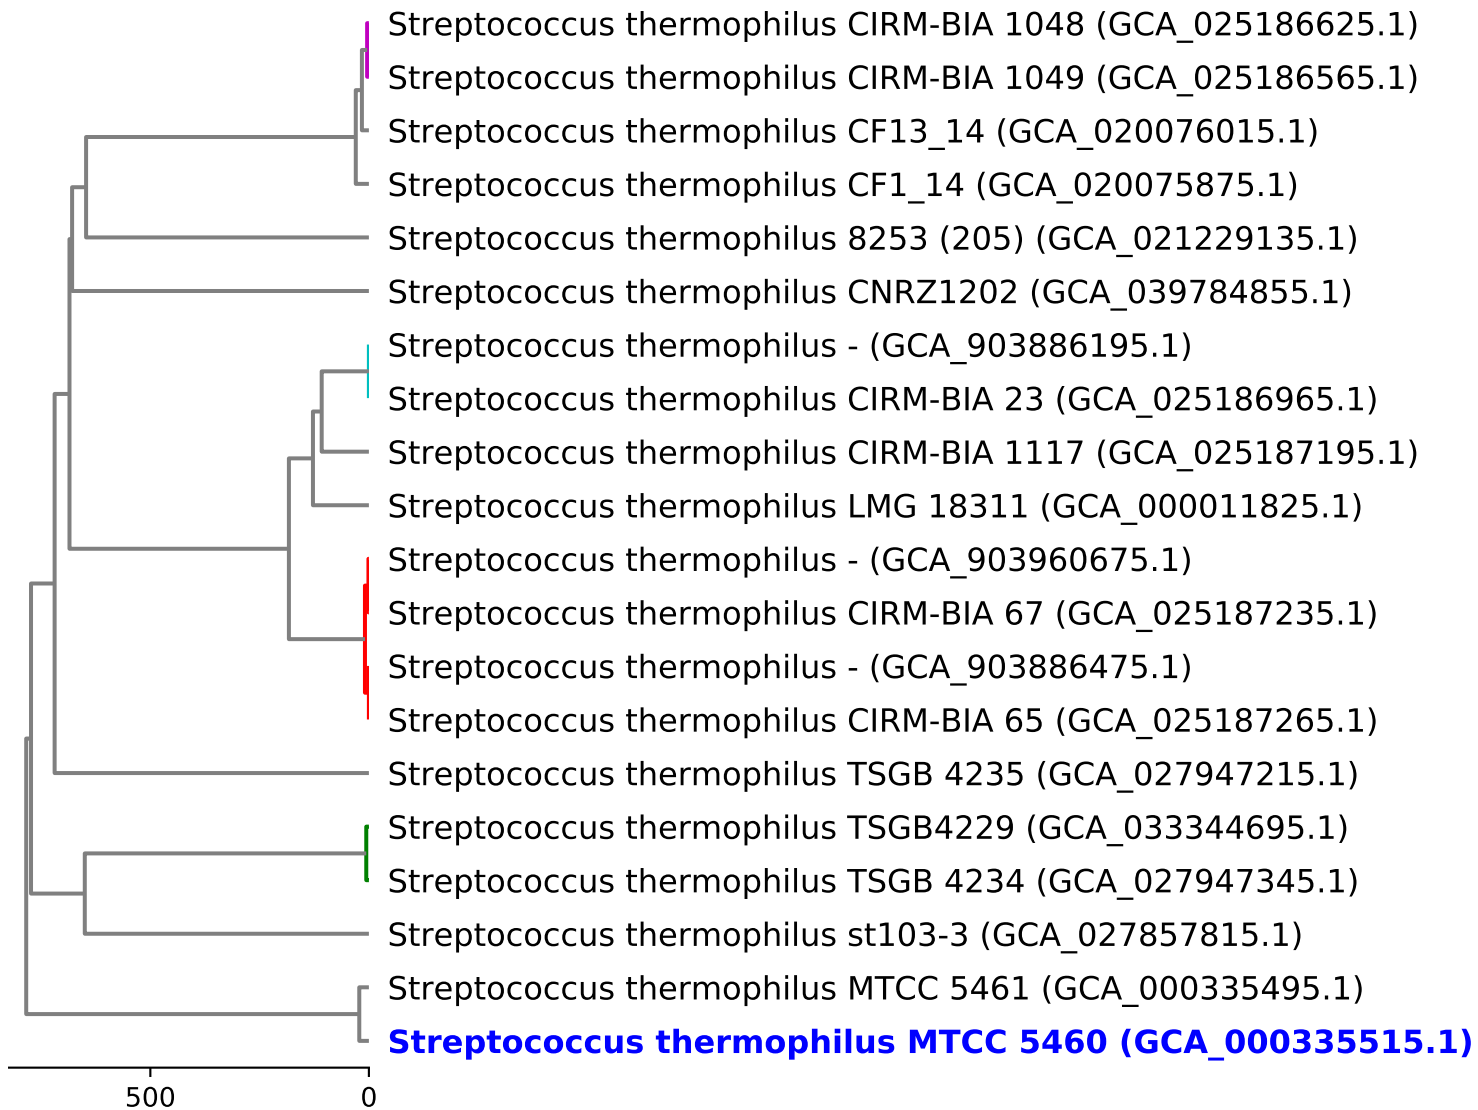 Streptococcus thermophilus CIRM-BIA 1048 (GCA_025186625.1)
Streptococcus thermophilus CIRM-BIA 1049 (GCA_025186565.1)
Streptococcus thermophilus CF13_14 (GCA_020076015.1)
Streptococcus thermophilus CF1_14 (GCA_020075875.1)
Streptococcus thermophilus 8253 (205) (GCA_021229135.1)
Streptococcus thermophilus CNRZ1202 (GCA_039784855.1)
Streptococcus thermophilus - (GCA_903886195.1)
Streptococcus thermophilus CIRM-BIA 23 (GCA_025186965.1)
Streptococcus thermophilus CIRM-BIA 1117 (GCA_025187195.1)
Streptococcus thermophilus LMG 18311 (GCA_000011825.1)
Streptococcus thermophilus - (GCA_903960675.1)
Streptococcus thermophilus CIRM-BIA 67 (GCA_025187235.1)
Streptococcus thermophilus - (GCA_903886475.1)
Streptococcus thermophilus CIRM-BIA 65 (GCA_025187265.1)
Streptococcus thermophilus TSGB 4235 (GCA_027947215.1)
Streptococcus thermophilus TSGB4229 (GCA_033344695.1)
Streptococcus thermophilus TSGB 4234 (GCA_027947345.1)
Streptococcus thermophilus st103-3 (GCA_027857815.1)
Streptococcus thermophilus MTCC 5461 (GCA_000335495.1)
Streptococcus thermophilus MTCC 5460 (GCA_000335515.1)
500 0